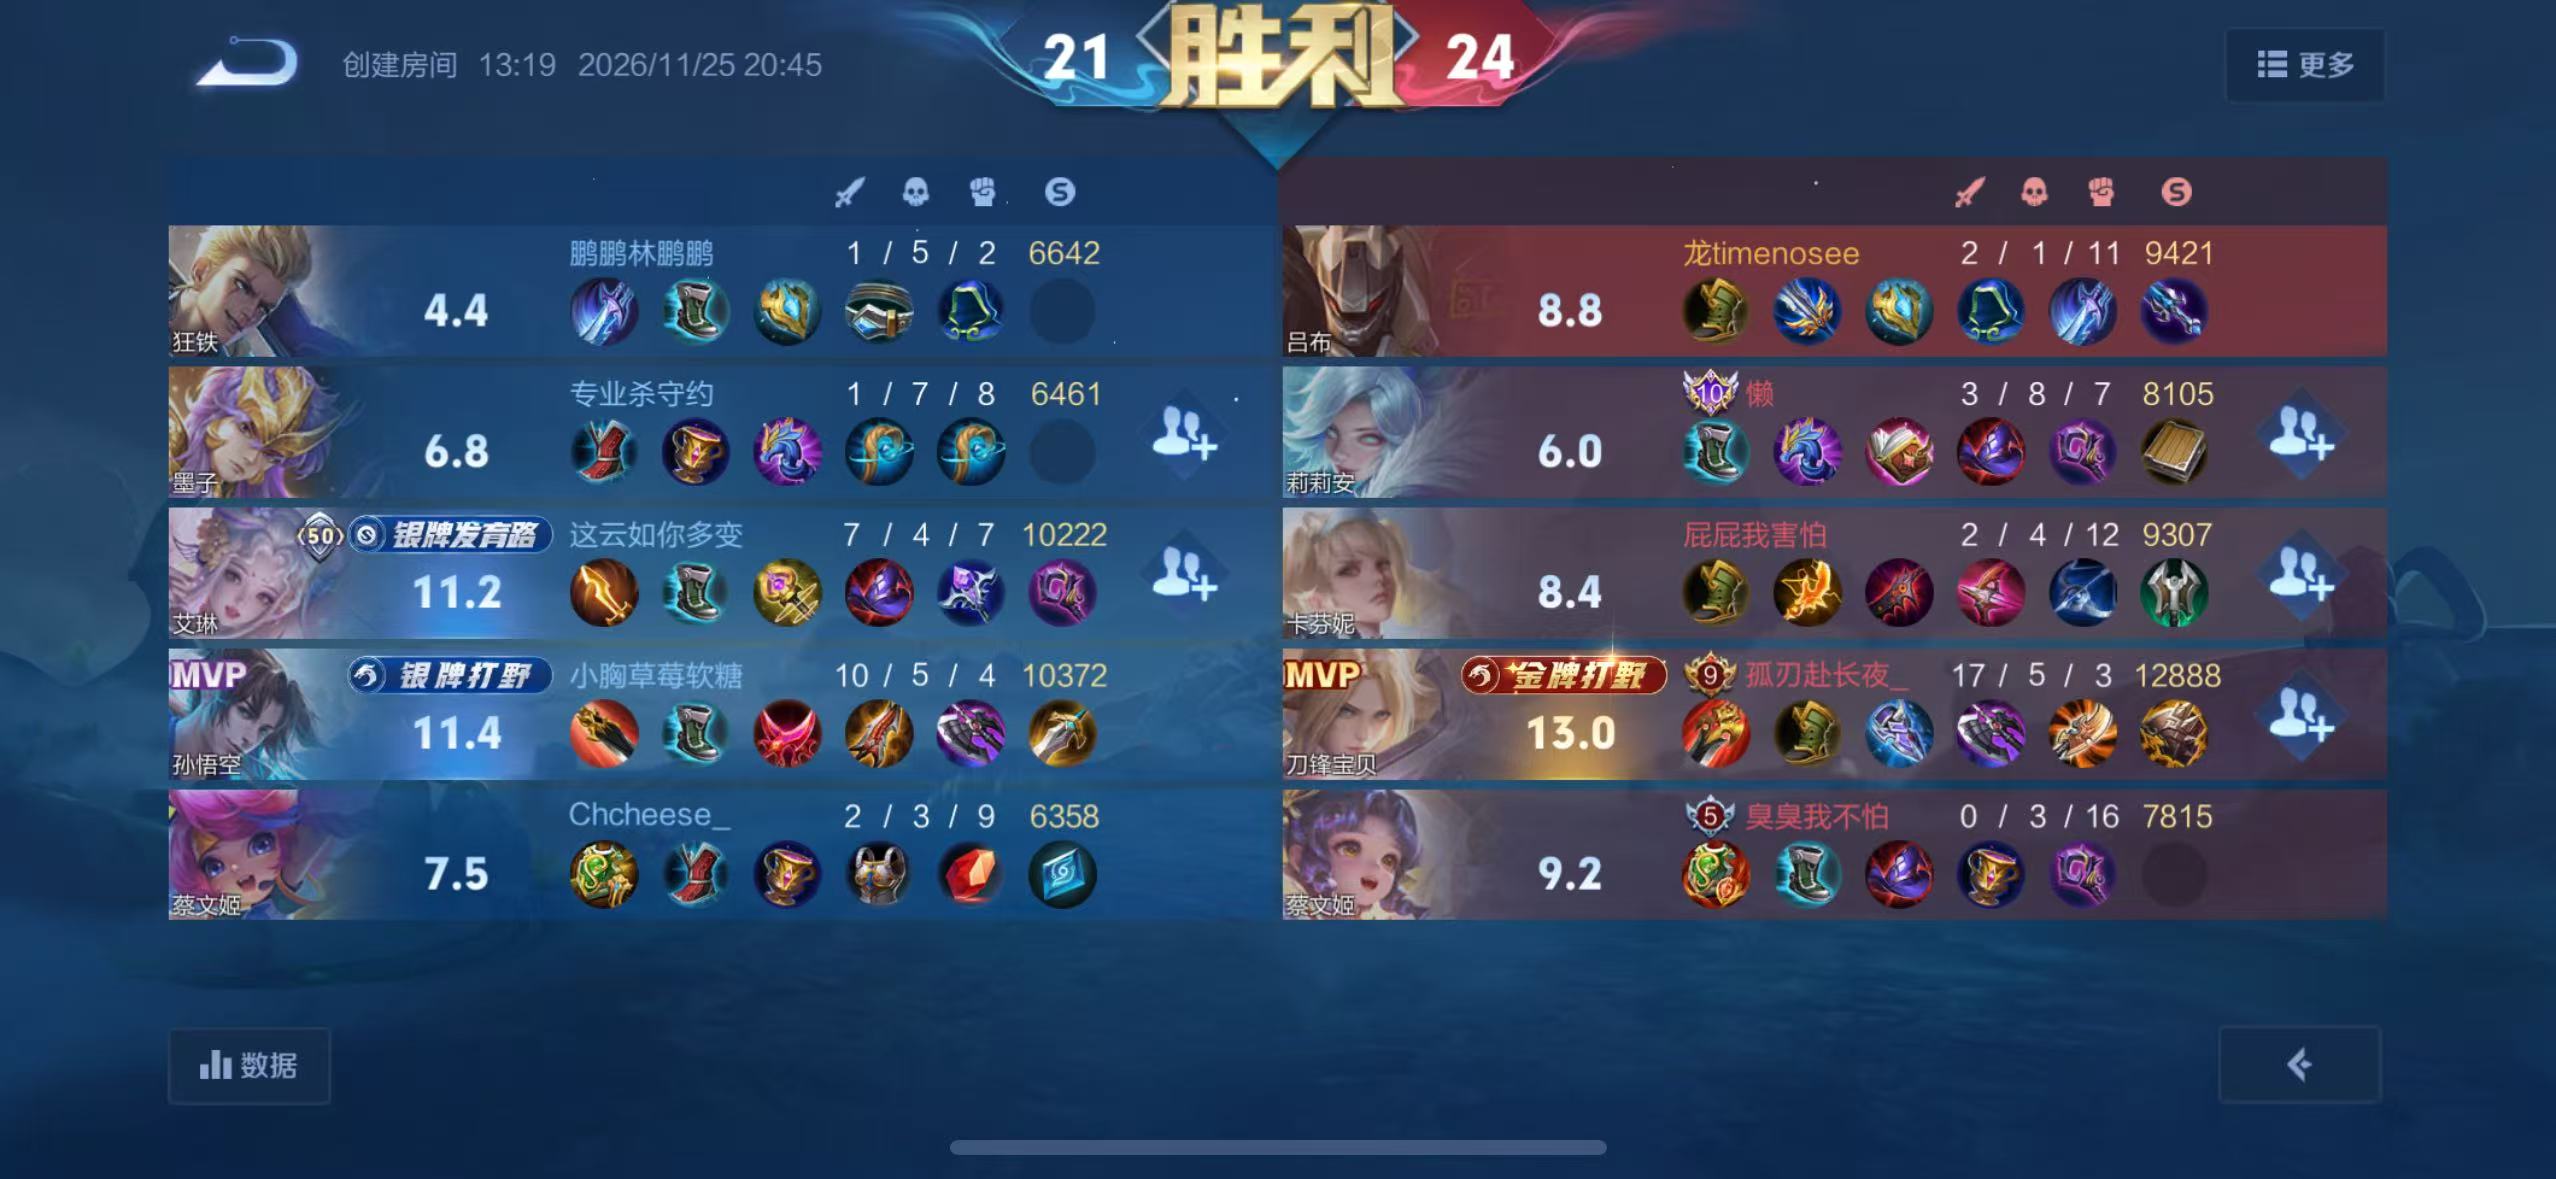 创建房间 13:19 2026/11/25 20:45
21 胜利 24
更多
狂铁 4.4 鹏鹏林鹏鹏 1 / 5 / 2 6642
墨子 6.8 专业杀守约 1 / 7 / 8 6461
艾琳 50 银牌发育路 11.2 这云如你多变 7 / 4 / 7 10222
MVP 孙悟空 银牌打野 11.4 小胸草莓软糖 10 / 5 / 4 10372
蔡文姬 7.5 Chcheese_ 2 / 3 / 9 6358
吕布 8.8 龙timenosee 2 / 1 / 11 9421
莉莉安 6.0 10 懒 3 / 8 / 7 8105
卡芬妮 8.4 屁屁我害怕 2 / 4 / 12 9307
MVP 刀锋宝贝 金牌打野 13.0 9 孤刃赴长夜_ 17 / 5 / 3 12888
蔡文姬 9.2 5 臭臭我不怕 0 / 3 / 16 7815
数据